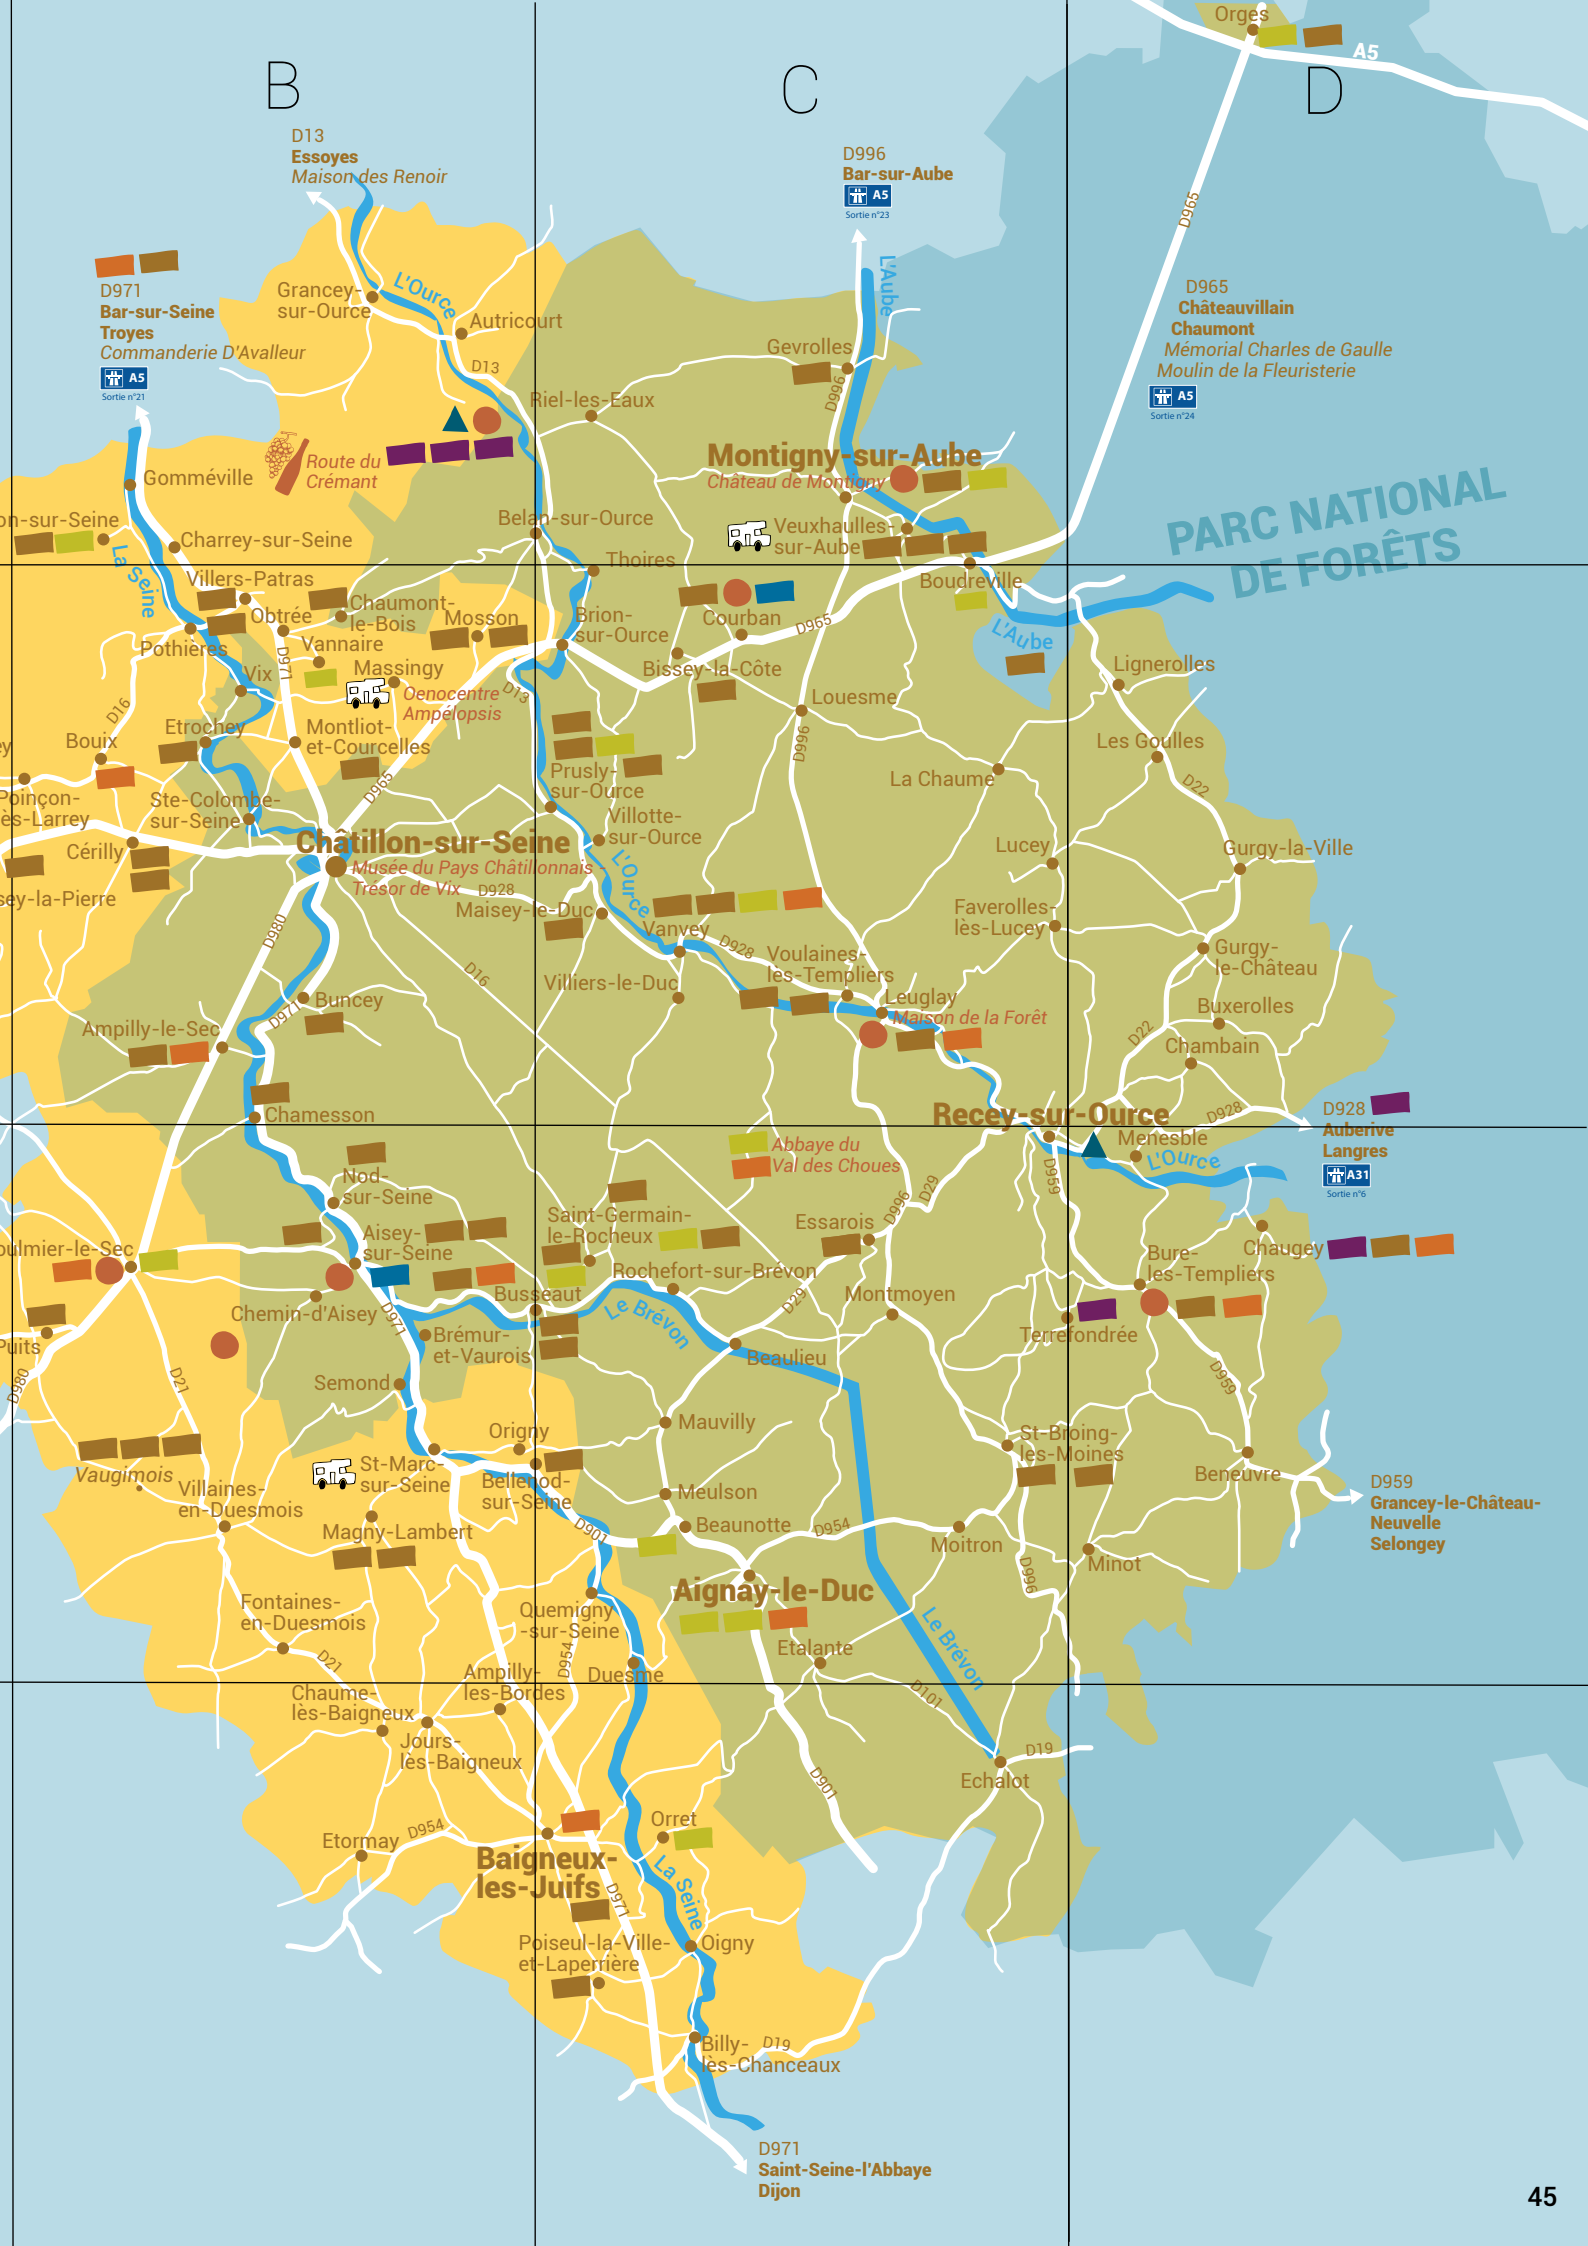 B
C
D
Orges
A5
D13
Essoyes
Maison des Renoir
D996
Bar-sur-Aube
A5
Sortie n°23
D965
D971
Bar-sur-Seine
Troyes
Commanderie D'Avalleur
A5
Sortie n°21
D965
Châteauvillain
Chaumont
Mémorial Charles de Gaulle
Moulin de la Fleuristerie
A5
Sortie n°24
Grancey-
sur-Ource
L'Ource
Autricourt
D13
L'Aube
Gevrolles
D996
Riel-les-Eaux
Route du
Crémant
Gomméville
Montigny-sur-Aube
Château de Montigny
PARC NATIONAL
DE FORÊTS
on-sur-Seine
Charrey-sur-Seine
La Seine
Belan-sur-Ource
Thoires
Veuxhaulles-
sur-Aube
Boudreville
L'Aube
Villers-Patras
Obtrée
Chaumont-
le-Bois
Mosson
Brion-
sur-Ource
Courban
D965
Pothières
D971
Vannaire
Massingy
Vix
Oenocentre
Ampélopsis
D13
Bissey-la-Côte
Lignerolles
D16
Louesme
Etrochey
Montliot-
et-Courcelles
Bouix
ey
D996
Les Goulles
La Chaume
D22
Prusly-
sur-Ource
D965
Poinçon-
ès-Larrey
Ste-Colombe-
sur-Seine
Villotte-
sur-Ource
Châtillon-sur-Seine
Musée du Pays Châtillonnais -
Trésor de Vix
D928
Cérilly
sey-la-Pierre
L'Ource
Lucey
Gurgy-la-Ville
Maisey-le-Duc
D980
Vanvey
D928
Faverolles-
lès-Lucey
Voulaines-
lès-Templiers
Gurgy-
le-Château
D16
Villiers-le-Duc
Leuglay
Maison de la Forêt
Buxerolles
Buncey
D971
D22
Ampilly-le-Sec
Chambain
Chamesson
Recey-sur-Ource
D928
D928
Auberive
Langres
A31
Sortie n°6
Menesble
L'Ource
Abbaye du
Val des Choues
D959
Nod-
sur-Seine
D996
D29
Saint-Germain-
le-Rocheux
Essarois
Aisey-
sur-Seine
oulmier-le-Sec
Chaugey
Bure-
les-Templiers
Rochefort-sur-Brévon
Busseaut
D29
Montmoyen
Chemin-d'Aisey
D971
Le Brévon
Terrefondrée
Brémur-
et-Vaurois
Puits
Beaulieu
D980
D21
Semond
D959
Mauvilly
Origny
St-Broing-
les-Moines
Vaugimois
St-Marc-
sur-Seine
Bellenod-
sur-Seine
Beneuvre
D959
Grancey-le-Château-
Neuvelle
Selongey
Villaines-
en-Duesmois
Meulson
Beaunotte
D954
D901
Magny-Lambert
Moitron
Minot
D996
Aignay-le-Duc
Fontaines-
en-Duesmois
Quemigny
-sur-Seine
Le Brévon
Etalante
D21
D954
Duesme
Ampilly-
les-Bordes
D101
Chaume-
lès-Baigneux
Jours-
lès-Baigneux
D19
Echalot
D901
Etormay
D954
Orret
Baigneux-
les-Juifs
La Seine
D971
Poiseul-la-Ville-
et-Laperrière
Oigny
Billy-
lès-Chanceaux
D19
D971
Saint-Seine-l'Abbaye
Dijon
45